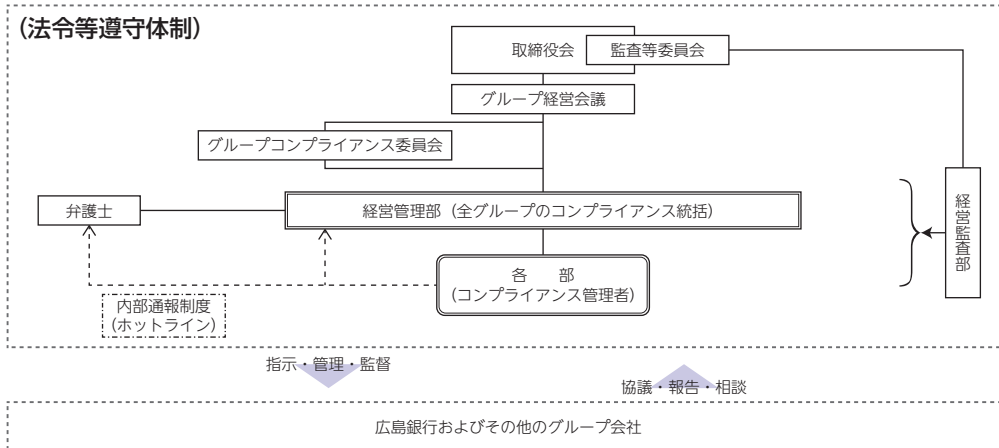 (法令等遵守体制)
取締役会
監査等委員会
グループ経営会議
グループコンプライアンス委員会
弁護士
経営管理部（全グループのコンプライアンス統括）
経営監査部
各　　部
(コンプライアンス管理者)
内部通報制度
(ホットライン)
指示・管理・監督
協議・報告・相談
広島銀行およびその他のグループ会社